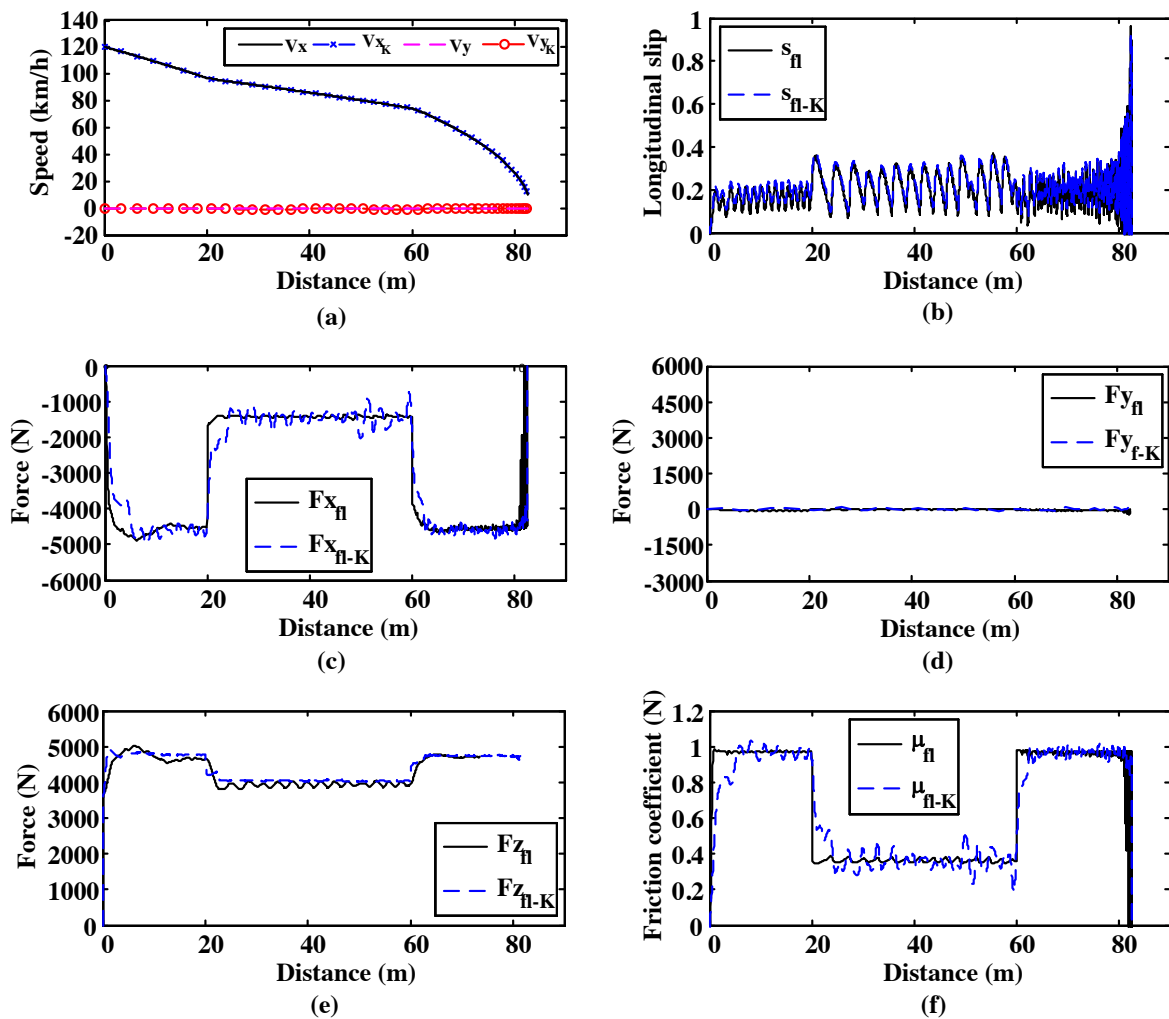 140
120
100
80
60
40
20
0
-20
Speed (km/h)
Vx VxK Vy VyK
0 20 40 60 80
Distance (m)
(a)
1
0.8
0.6
0.4
0.2
0
Longitudinal slip
sfl
sfl-K
0 20 40 60 80
Distance (m)
(b)
0
-1000
-2000
-3000
-4000
-5000
-6000
Force (N)
Fxfl
Fxfl-K
0 20 40 60 80
Distance (m)
(c)
6000
4500
3000
1500
0
-1500
-3000
Force (N)
Fyfl
Fyf-K
0 20 40 60 80
Distance (m)
(d)
6000
5000
4000
3000
2000
1000
0
Force (N)
Fzfl
Fzfl-K
0 20 40 60 80
Distance (m)
(e)
1.2
1
0.8
0.6
0.4
0.2
0
Friction coefficient (N)
μfl
μfl-K
0 20 40 60 80
Distance (m)
(f)